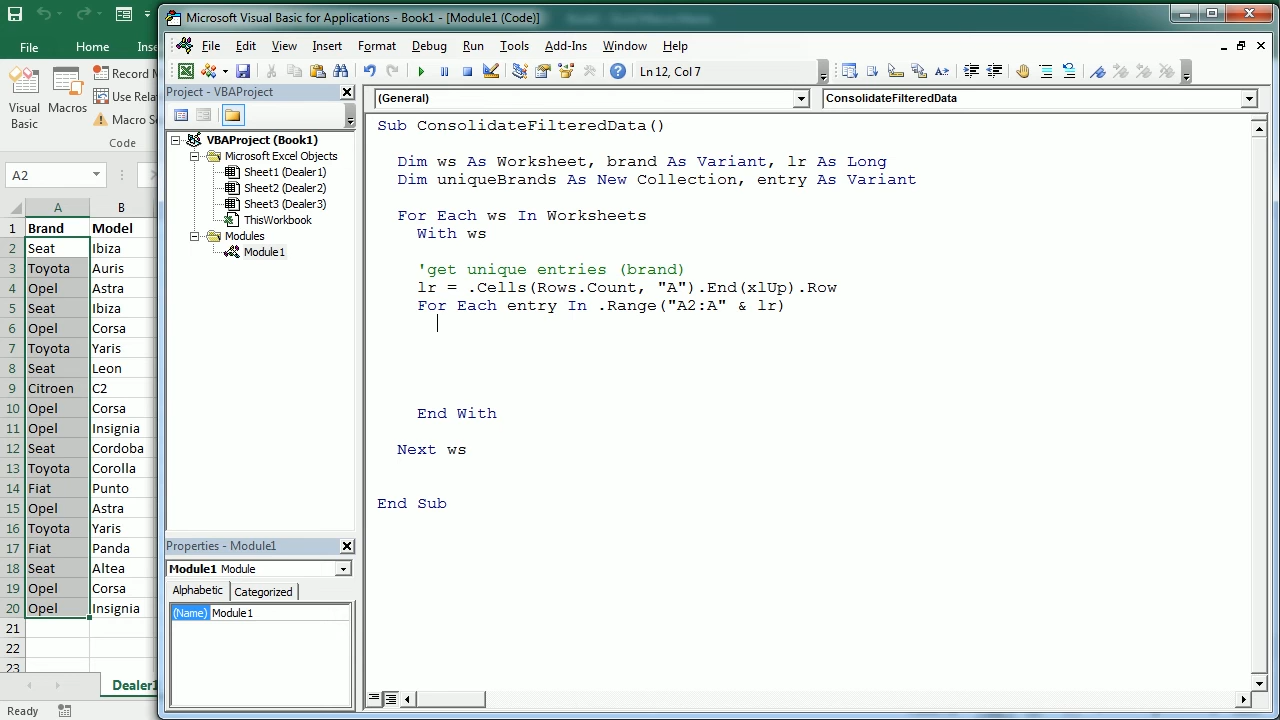 Microsoft Visual Basic for Applications - Book1 - [Module1 (Code)]
File Home Inse
File Edit View Insert Format Debug Run Tools Add-Ins Window Help
Record M
Use Rela
Macro Se
Visual Basic
Macros
Code
Ln 12, Col 7
Project - VBAProject
VBAProject (Book1)
Microsoft Excel Objects
Sheet1 (Dealer1)
Sheet2 (Dealer2)
Sheet3 (Dealer3)
ThisWorkbook
Modules
Module1
Properties - Module1
Module1 Module
Alphabetic Categorized
(Name) Module1
(General) ConsolidateFilteredData
Sub ConsolidateFilteredData()
Dim ws As Worksheet, brand As Variant, lr As Long
Dim uniqueBrands As New Collection, entry As Variant
For Each ws In Worksheets
With ws
'get unique entries (brand)
lr = .Cells(Rows.Count, "A").End(xlUp).Row
For Each entry In .Range("A2:A" & lr)
End With
Next ws
End Sub
A2
A B
1 Brand Model
2 Seat Ibiza
3 Toyota Auris
4 Opel Astra
5 Seat Ibiza
6 Opel Corsa
7 Toyota Yaris
8 Seat Leon
9 Citroen C2
10 Opel Corsa
11 Opel Insignia
12 Seat Cordoba
13 Toyota Corolla
14 Fiat Punto
15 Opel Astra
16 Toyota Yaris
17 Fiat Panda
18 Seat Altea
19 Opel Corsa
20 Opel Insignia
21
22
23
Dealer1
Ready